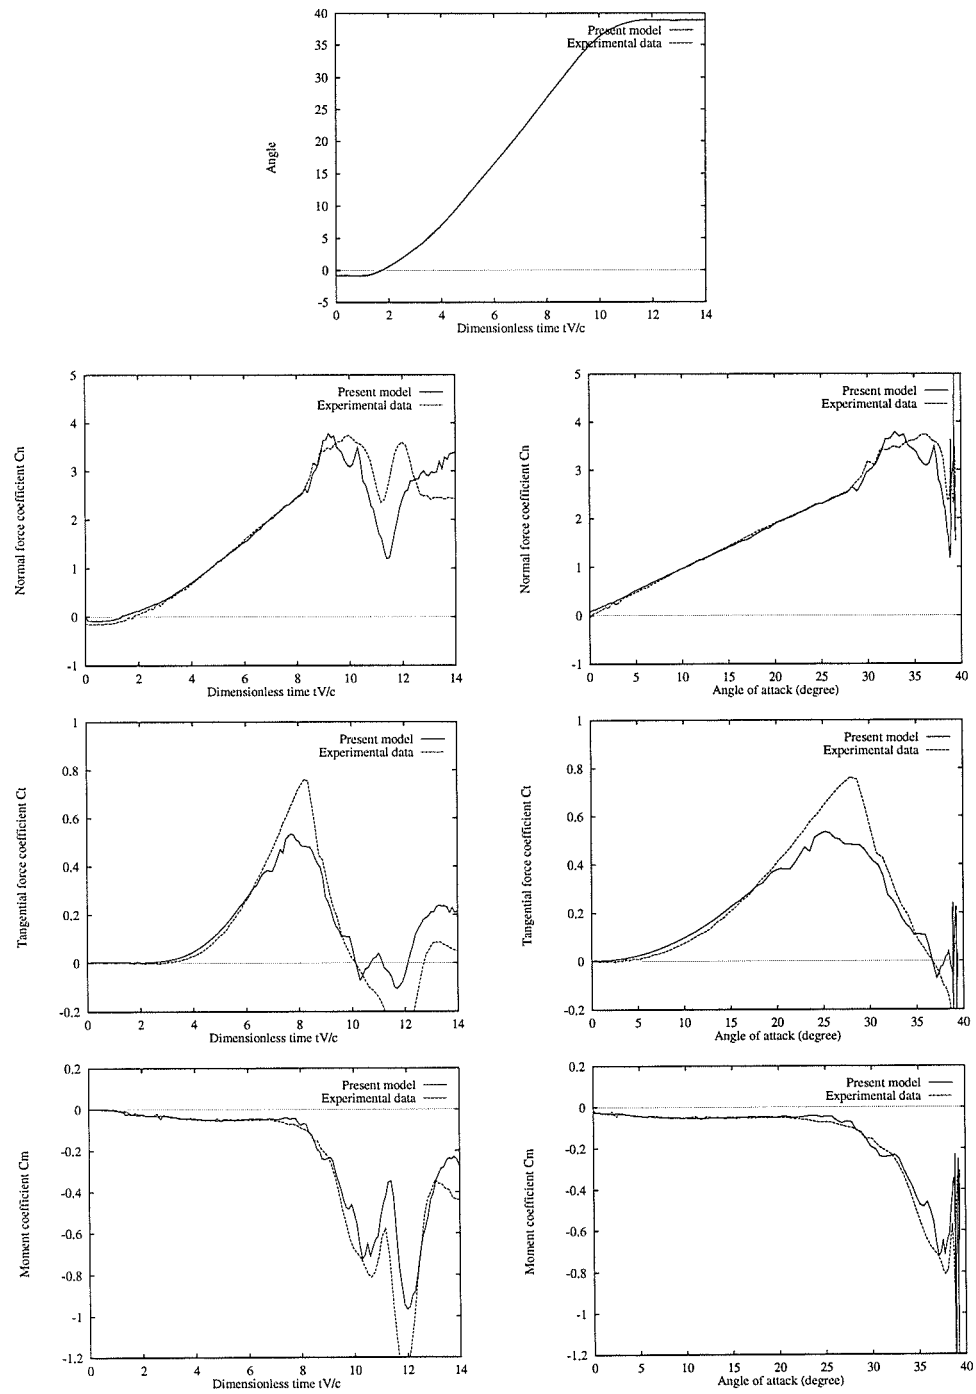 40
35
30
25
20
15
10
5
0
-5
Angle
Present model
Experimental data
0 2 4 6 8 10 12 14
Dimensionless time tV/c
5
4
3
2
1
0
-1
Normal force coefficient Cn
Present model
Experimental data
0 2 4 6 8 10 12 14
Dimensionless time tV/c
5
4
3
2
1
0
-1
Normal force coefficient Cn
Present model
Experimental data
0 5 10 15 20 25 30 35 40
Angle of attack (degree)
1
0.8
0.6
0.4
0.2
0
-0.2
Tangential force coefficient Ct
Present model
Experimental data
0 2 4 6 8 10 12 14
Dimensionless time tV/c
1
0.8
0.6
0.4
0.2
0
-0.2
Tangential force coefficient Ct
Present model
Experimental data
0 5 10 15 20 25 30 35 40
Angle of attack (degree)
0.2
0
-0.2
-0.4
-0.6
-0.8
-1
-1.2
Moment coefficient Cm
Present model
Experimental data
0 2 4 6 8 10 12 14
Dimensionless time tV/c
0.2
0
-0.2
-0.4
-0.6
-0.8
-1
-1.2
Moment coefficient Cm
Present model
Experimental data
0 5 10 15 20 25 30 35 40
Angle of attack (degree)